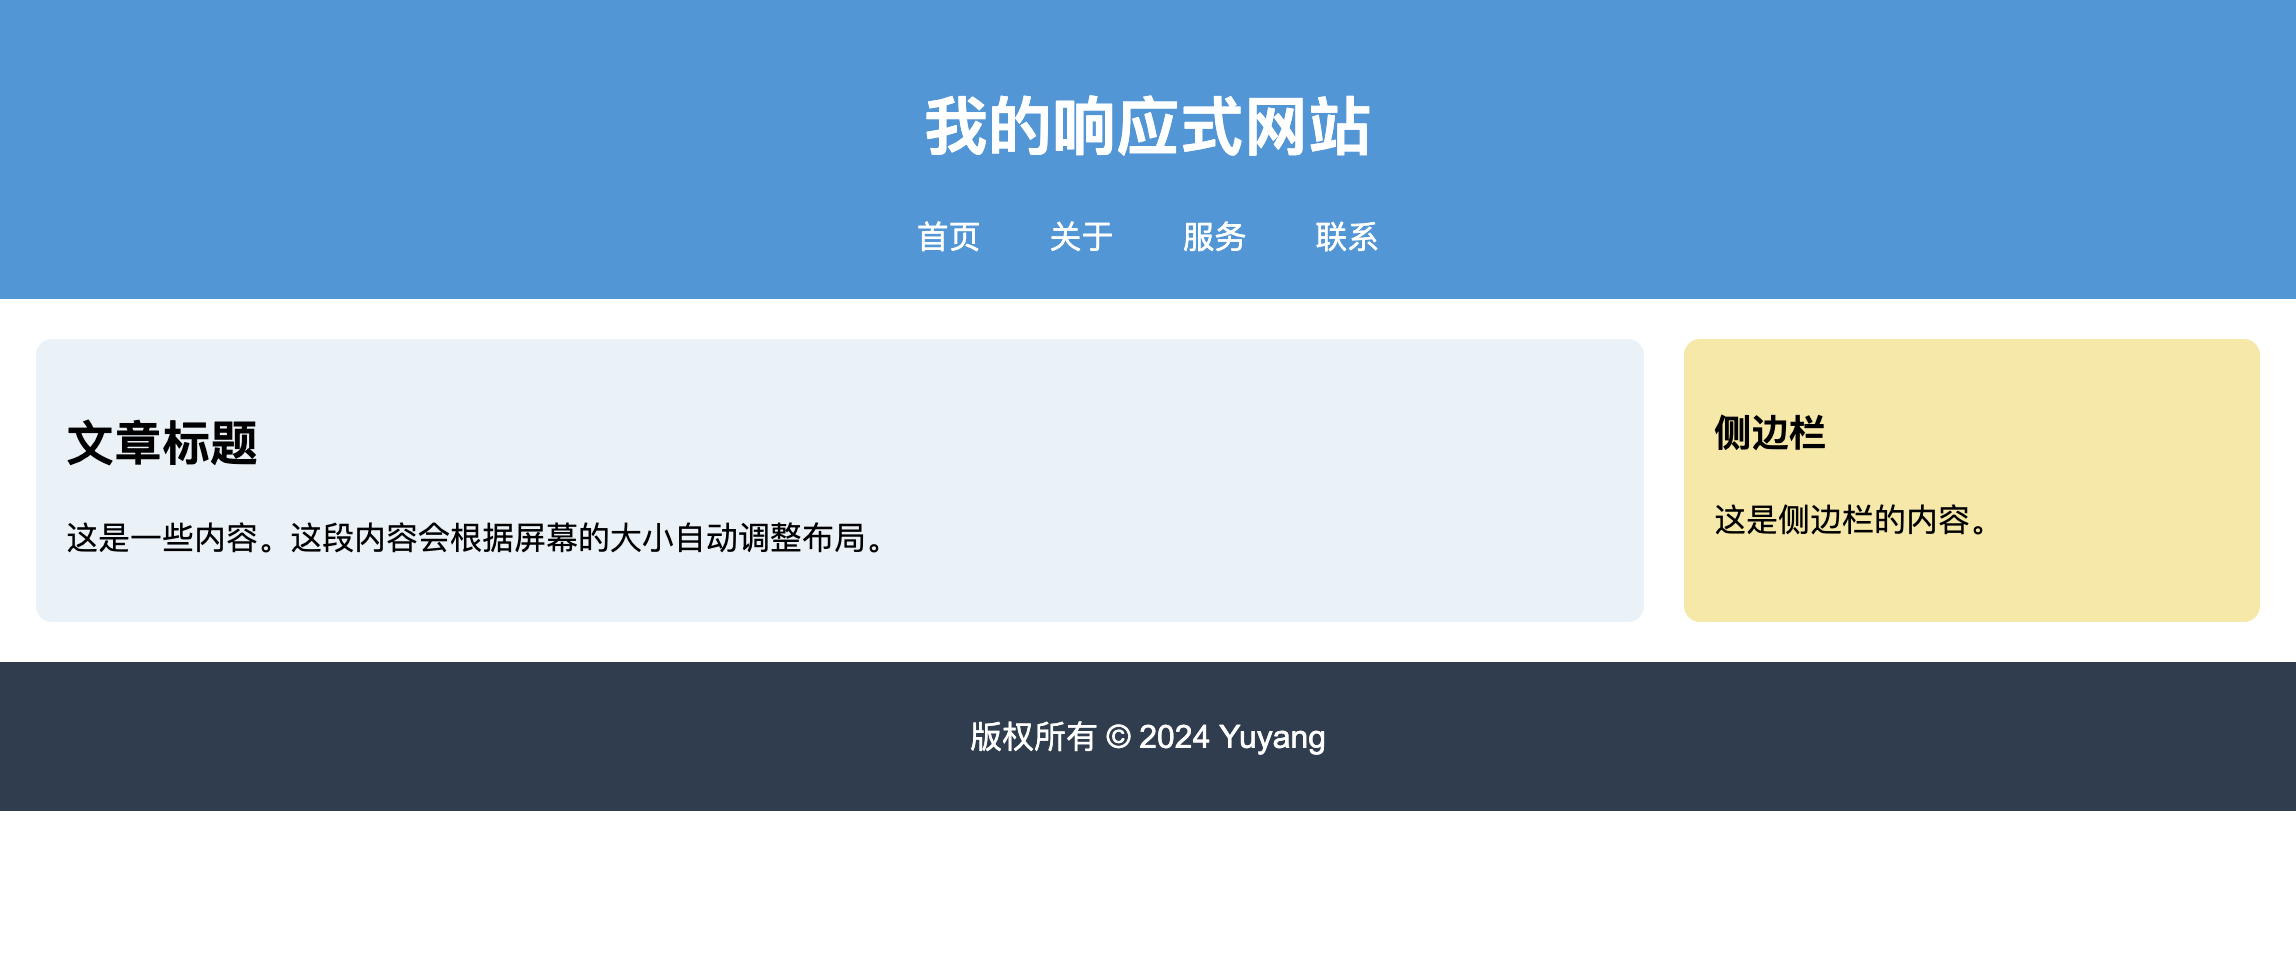 我的响应式网站
首页 关于 服务 联系
文章标题
这是一些内容。这段内容会根据屏幕的大小自动调整布局。
侧边栏
这是侧边栏的内容。
版权所有 © 2024 Yuyang